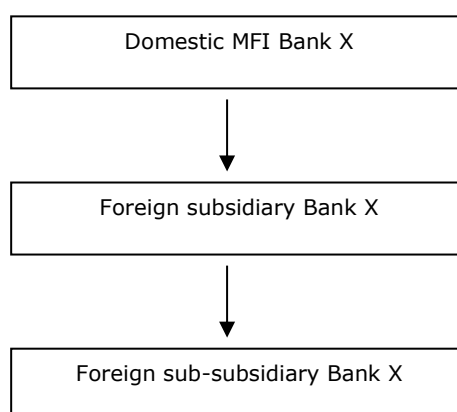 Domestic MFI Bank X
Foreign subsidiary Bank X
Foreign sub-subsidiary Bank X